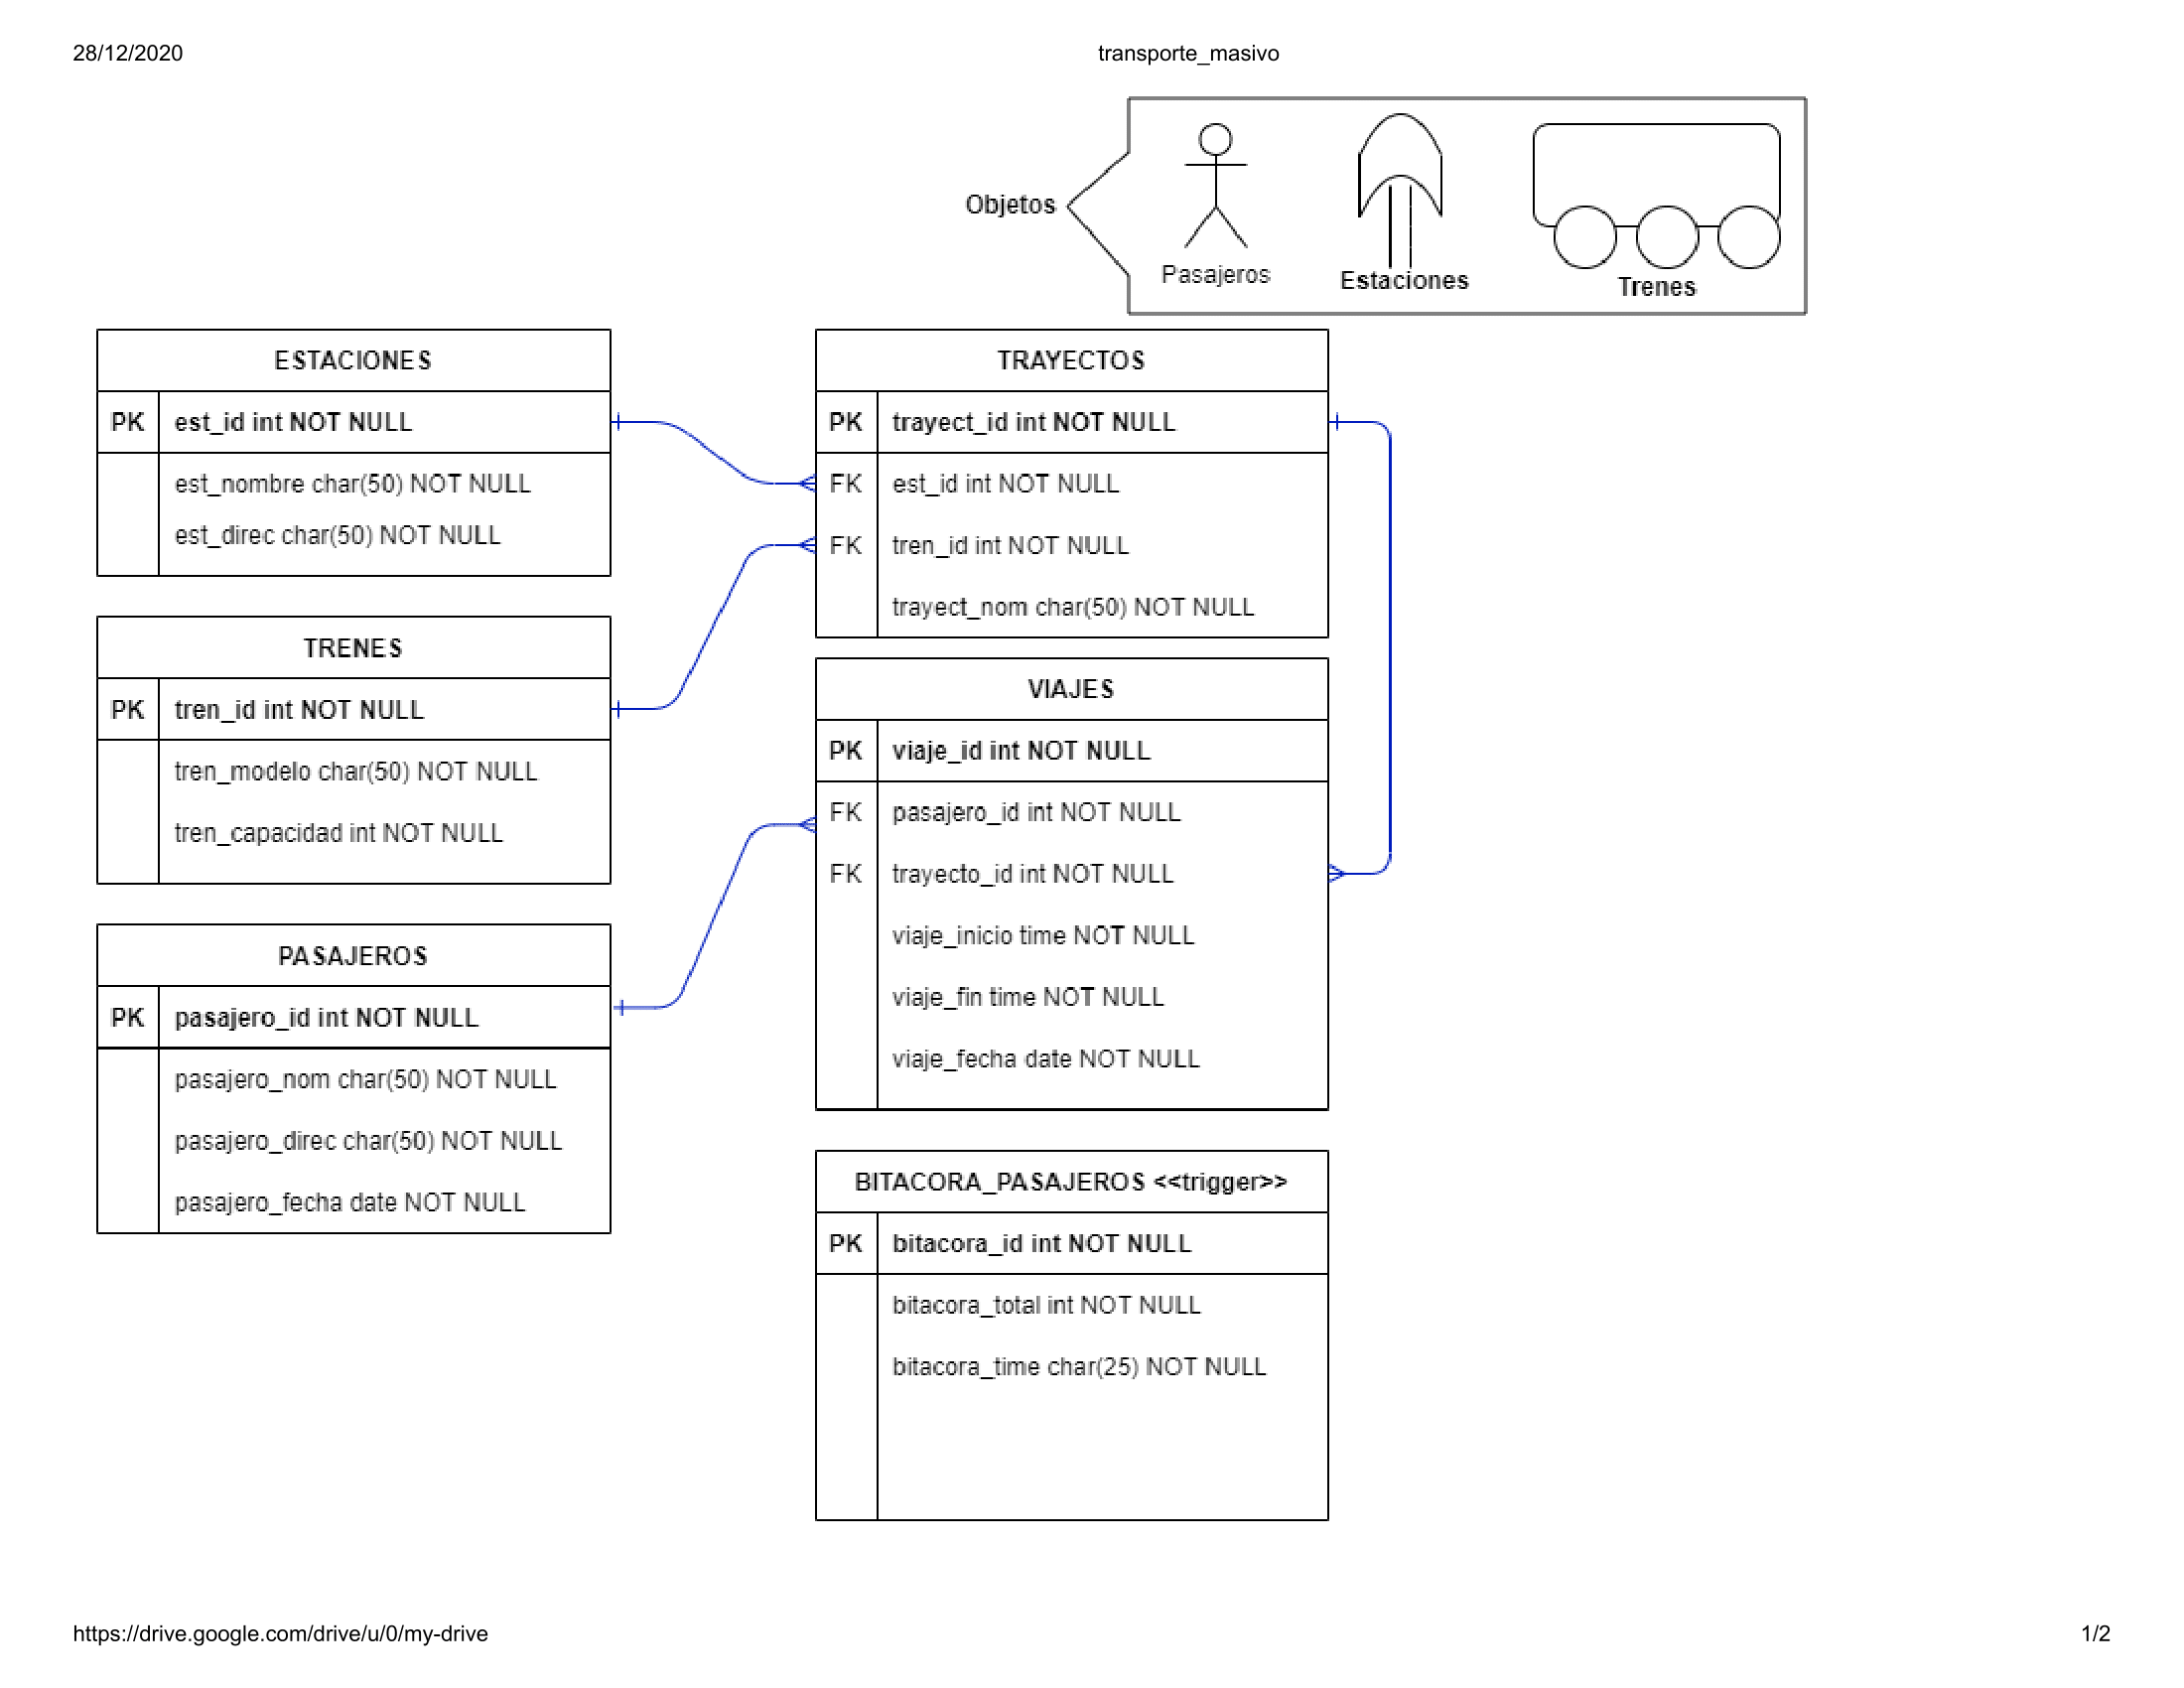 28/12/2020
transporte_masivo
Objetos
Pasajeros
Estaciones
Trenes
ESTACIONES
PK est_id int NOT NULL
est_nombre char(50) NOT NULL
est_direc char(50) NOT NULL
TRENES
PK tren_id int NOT NULL
tren_modelo char(50) NOT NULL
tren_capacidad int NOT NULL
PASAJEROS
PK pasajero_id int NOT NULL
pasajero_nom char(50) NOT NULL
pasajero_direc char(50) NOT NULL
pasajero_fecha date NOT NULL
TRAYECTOS
PK trayect_id int NOT NULL
FK est_id int NOT NULL
FK tren_id int NOT NULL
trayect_nom char(50) NOT NULL
VIAJES
PK viaje_id int NOT NULL
FK pasajero_id int NOT NULL
FK trayecto_id int NOT NULL
viaje_inicio time NOT NULL
viaje_fin time NOT NULL
viaje_fecha date NOT NULL
BITACORA_PASAJEROS <<trigger>>
PK bitacora_id int NOT NULL
bitacora_total int NOT NULL
bitacora_time char(25) NOT NULL
https://drive.google.com/drive/u/0/my-drive
1/2